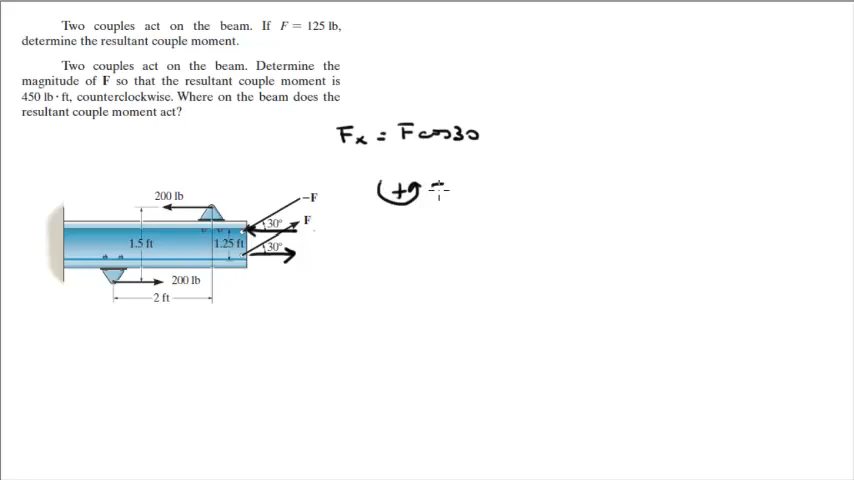 Two couples act on the beam. If F = 125 lb,
determine the resultant couple moment.
Two couples act on the beam. Determine the
magnitude of F so that the resultant couple moment is
450 lb · ft, counterclockwise. Where on the beam does the
resultant couple moment act?
Fx = F cos30
+
200 lb
–F
30°
F
1.5 ft
1.25 ft
30°
200 lb
2 ft